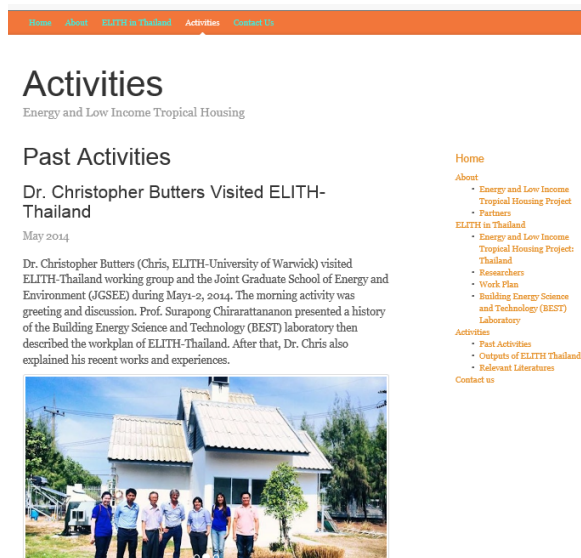 Home About ELITH in Thailand Activities Contact Us
Activities
Energy and Low Income Tropical Housing
Past Activities
Dr. Christopher Butters Visited ELITH-
Thailand
May 2014
Dr. Christopher Butters (Chris, ELITH-University of Warwick) visited
ELITH-Thailand working group and the Joint Graduate School of Energy and
Environment (JGSEE) during May1-2, 2014. The morning activity was
greeting and discussion. Prof. Surapong Chirarattananon presented a history
of the Building Energy Science and Technology (BEST) laboratory then
described the workplan of ELITH-Thailand. After that, Dr. Chris also
explained his recent works and experiences.
Home
About
• Energy and Low Income
Tropical Housing Project
• Partners
ELITH in Thailand
• Energy and Low Income
Tropical Housing Project:
Thailand
• Researchers
• Work Plan
• Building Energy Science
and Technology (BEST)
Laboratory
Activities
• Past Activities
• Outputs of ELITH Thailand
• Relevant Literatures
Contact us